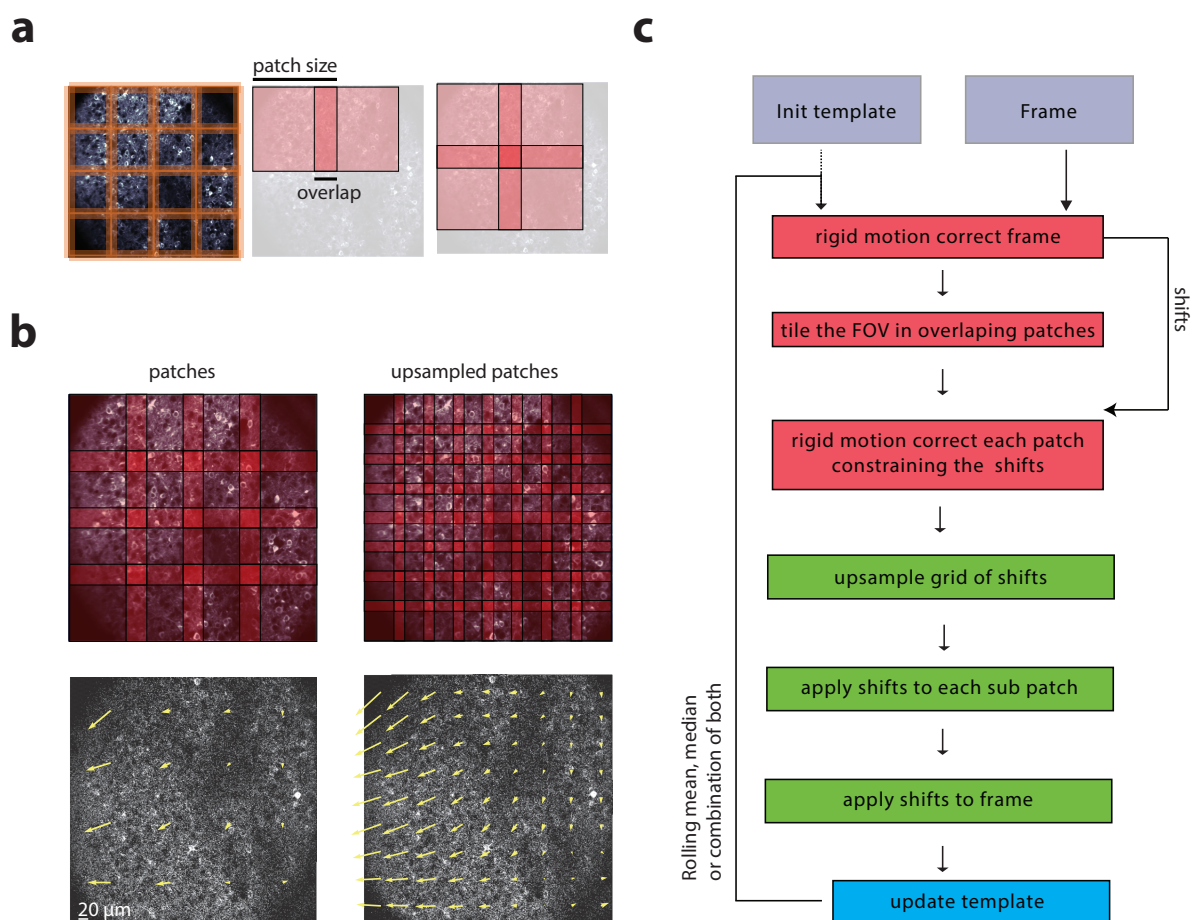 a
patch size
overlap
b
patches
upsampled patches
20 μm
c
Init template
Frame
rigid motion correct frame
shifts
tile the FOV in overlaping patches
rigid motion correct each patch
constraining the shifts
upsample grid of shifts
apply shifts to each sub patch
apply shifts to frame
Rolling mean, median
or combination of both
update template